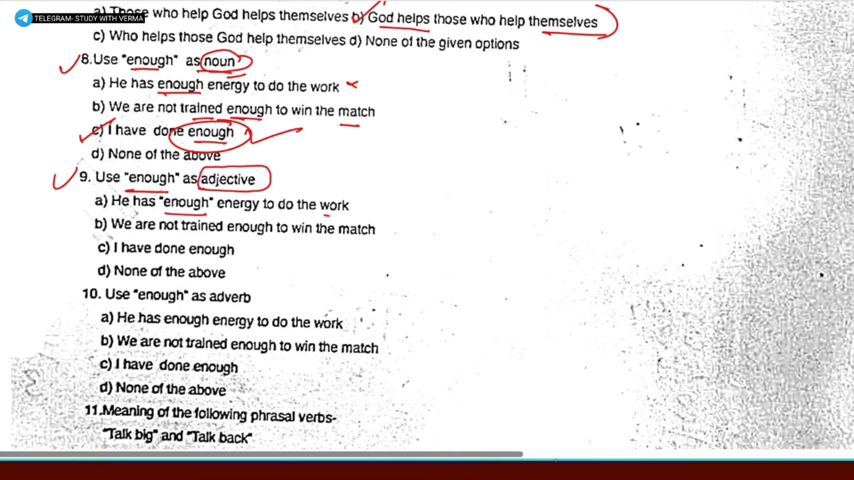 TELEGRAM- STUDY WITH VERMA
a) Those who help God helps themselves b) God helps those who help themselves
c) Who helps those God help themselves d) None of the given options
8.Use "enough" as noun
a) He has enough energy to do the work
b) We are not trained enough to win the match
c) I have done enough
d) None of the above
9. Use "enough" as adjective
a) He has "enough" energy to do the work
b) We are not trained enough to win the match
c) I have done enough
d) None of the above
10. Use "enough" as adverb
a) He has enough energy to do the work
b) We are not trained enough to win the match
c) I have done enough
d) None of the above
11.Meaning of the following phrasal verbs-
"Talk big" and "Talk back"